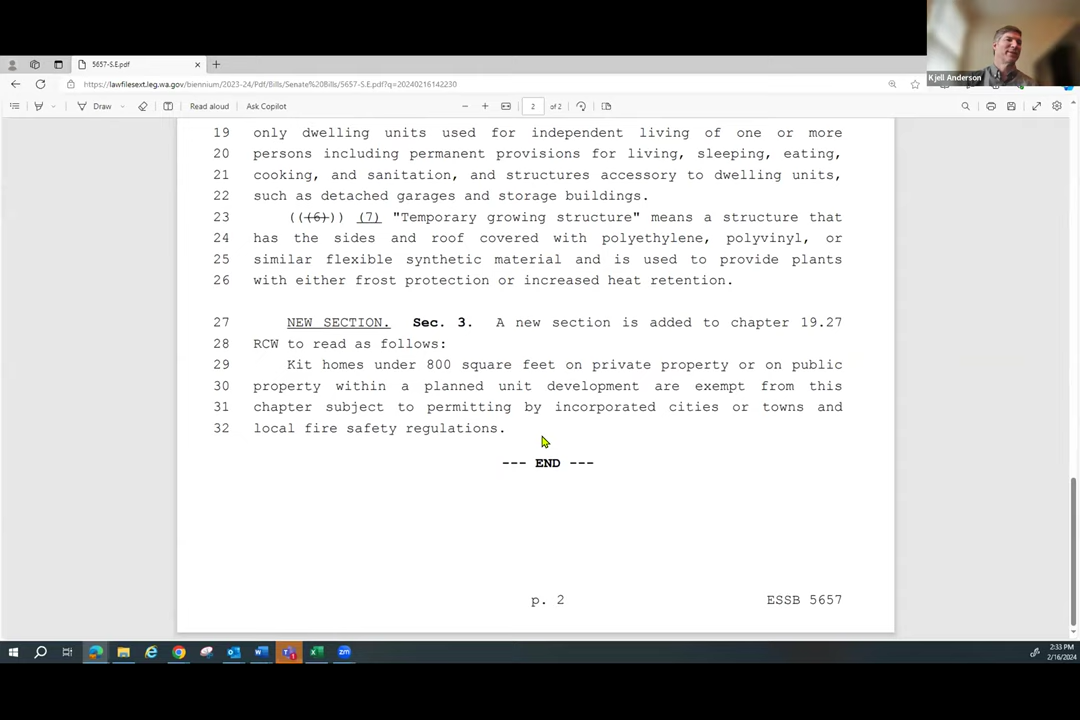 5657-S.E.pdf
https://lawfilesext.leg.wa.gov/biennium/2023-24/Pdf/Bills/Senate%20Bills/5657-S.E.pdf?q=20240216142230
Kjell Anderson
Draw
Read aloud
Ask Copilot
2 of 2
19 only dwelling units used for independent living of one or more
20 persons including permanent provisions for living, sleeping, eating,
21 cooking, and sanitation, and structures accessory to dwelling units,
22 such as detached garages and storage buildings.
23 ((~~(6)~~)) (7) "Temporary growing structure" means a structure that
24 has the sides and roof covered with polyethylene, polyvinyl, or
25 similar flexible synthetic material and is used to provide plants
26 with either frost protection or increased heat retention.
27 NEW SECTION. Sec. 3. A new section is added to chapter 19.27
28 RCW to read as follows:
29 Kit homes under 800 square feet on private property or on public
30 property within a planned unit development are exempt from this
31 chapter subject to permitting by incorporated cities or towns and
32 local fire safety regulations.
--- END ---
p. 2 ESSB 5657
2:33 PM
2/16/2024